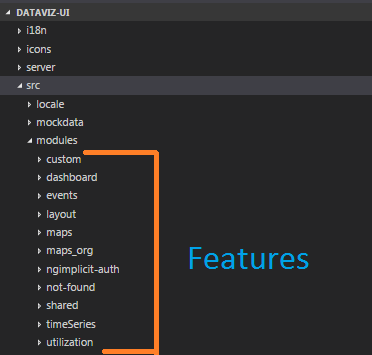 DATAVIZ-UI
i18n
icons
server
src
locale
mockdata
modules
custom
dashboard
events
layout
maps
maps_org
ngimplicit-auth
not-found
shared
timeSeries
utilization
Features